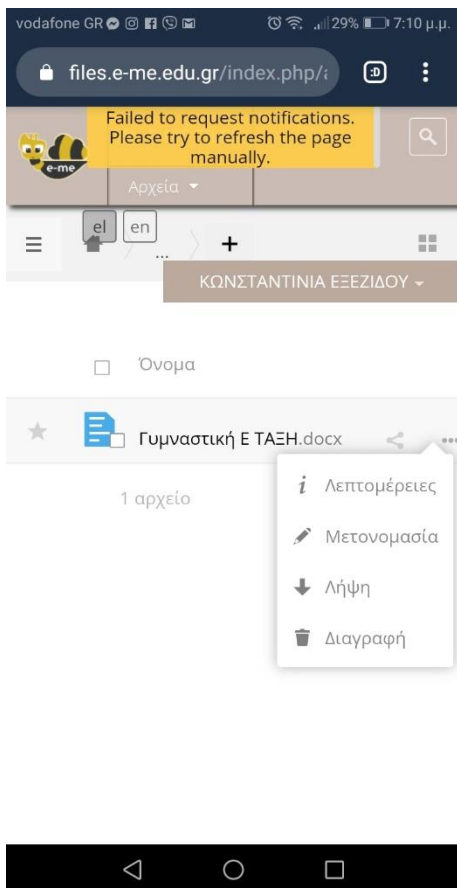 vodafone GR 29% 7:10 μ.μ.
files.e-me.edu.gr/index.php/a :D
Failed to request notifications.
Please try to refresh the page
manually.
e-me
Αρχεία
el en
... +
ΚΩΝΣΤΑΝΤΙΝΙΑ ΕΞΕΖΙΔΟΥ
Όνομα
Γυμναστική Ε ΤΑΞΗ.docx
1 αρχείο
Λεπτομέρειες
Μετονομασία
Λήψη
Διαγραφή